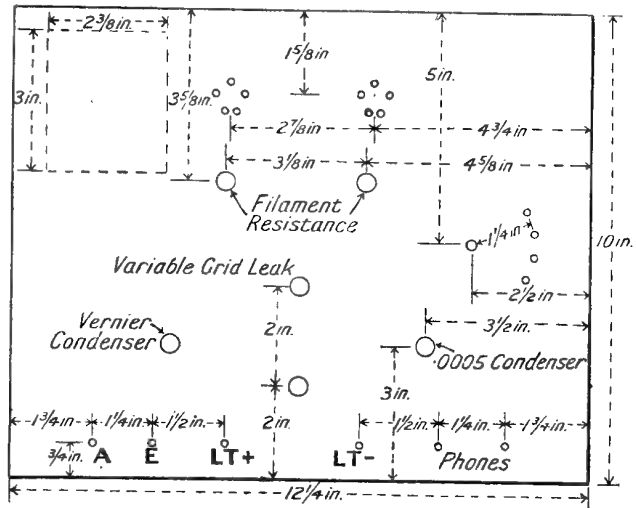 2 3/8 in.
1 5/8 in
5 in.
3 in.
3 5/8 in.
2 7/8 in
4 3/4 in
3 1/8 in
4 5/8 in
Filament
Resistance
10 in.
1 1/4 in
Variable Grid Leak
2 1/2 in
Vernier
Condenser
2 in.
3 1/2 in.
.0005 Condenser
3 in.
2 in.
1 3/4 in
1 1/4 in
1 1/2 in.
1 1/2 in
1 1/4 in
1 3/4 in
3/4 in.
A E LT+ LT- Phones
12 1/4 in.